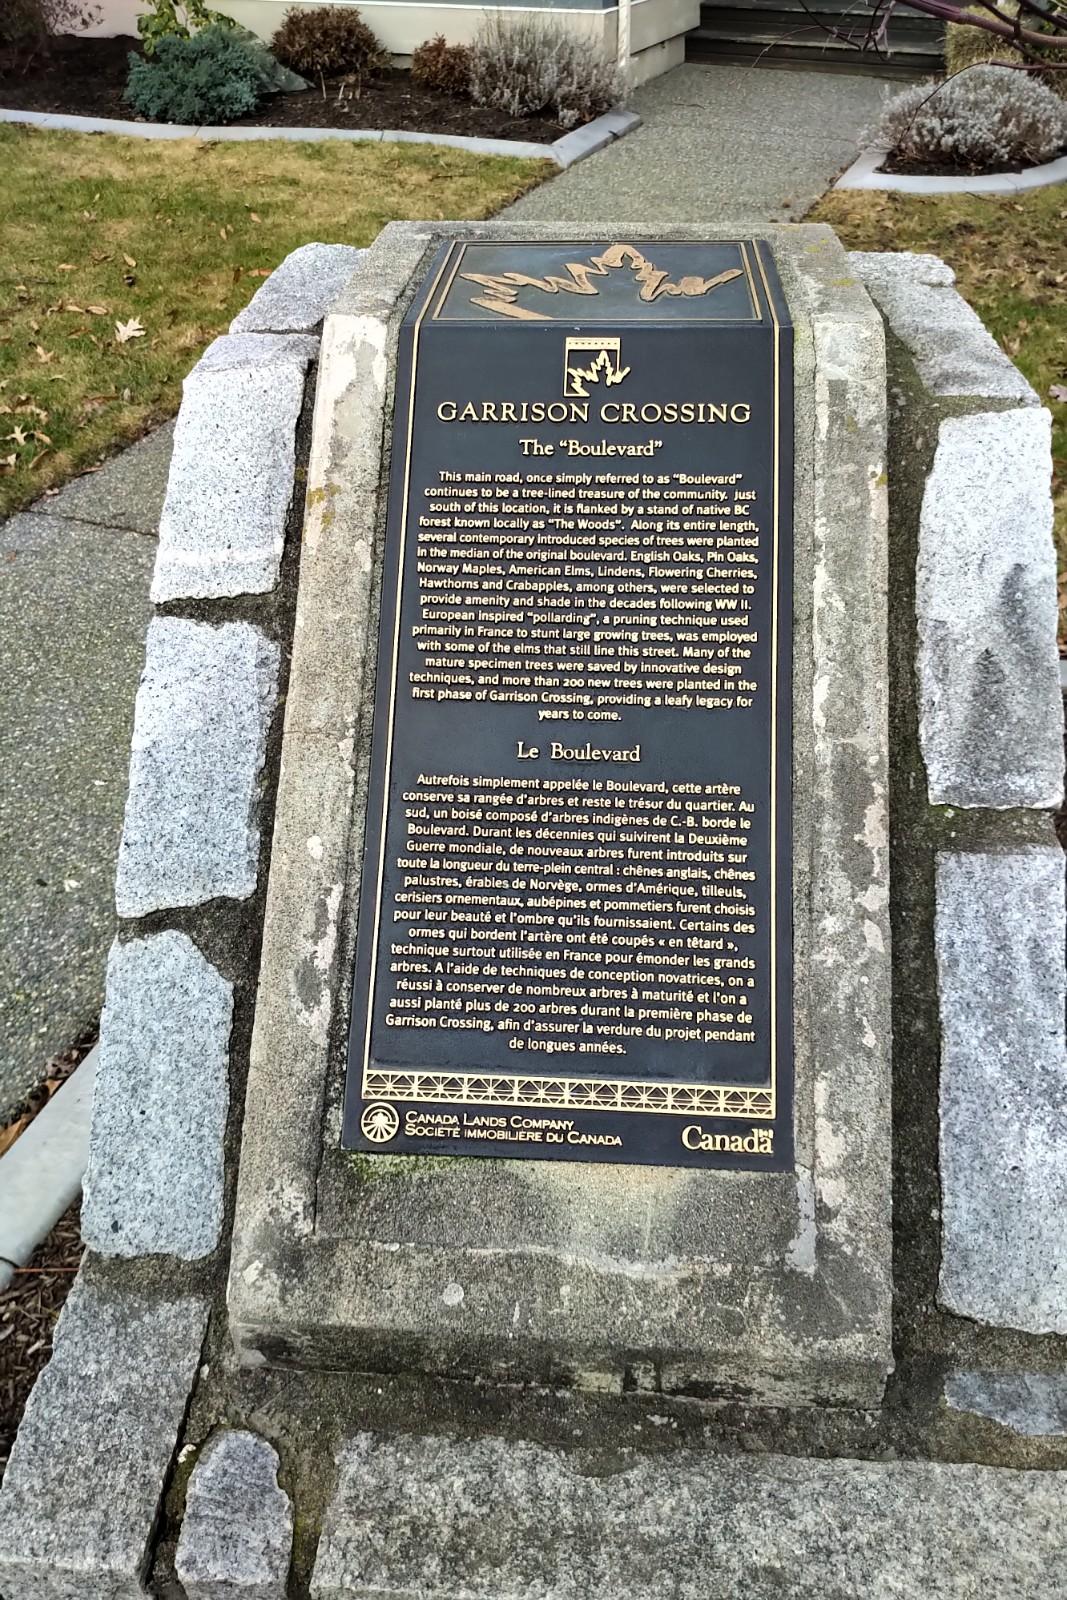 GARRISON CROSSING
The "Boulevard"
This main road, once simply referred to as "Boulevard"
continues to be a tree-lined treasure of the community. Just
south of this location, it is flanked by a stand of native BC
forest known locally as "The Woods". Along its entire length,
several contemporary introduced species of trees were planted
in the median of the original boulevard. English Oaks, Pin Oaks,
Norway Maples, American Elms, Lindens, Flowering Cherries,
Hawthorns and Crabapples, among others, were selected to
provide amenity and shade in the decades following WW II.
European inspired "pollarding", a pruning technique used
primarily in France to stunt large growing trees, was employed
with some of the elms that still line this street. Many of the
mature specimen trees were saved by innovative design
techniques, and more than 200 new trees were planted in the
first phase of Garrison Crossing, providing a leafy legacy for
years to come.
Le Boulevard
Autrefois simplement appelée le Boulevard, cette artère
conserve sa rangée d'arbres et reste le trésor du quartier. Au
sud, un boisé composé d'arbres indigènes de C.-B. borde le
Boulevard. Durant les décennies qui suivirent la Deuxième
Guerre mondiale, de nouveaux arbres furent introduits sur
toute la longueur du terre-plein central : chênes anglais, chênes
palustres, érables de Norvège, ormes d'Amérique, tilleuls,
cerisiers ornementaux, aubépines et pommetiers furent choisis
pour leur beauté et l'ombre qu'ils fournissaient. Certains des
ormes qui bordent l'artère ont été coupés « en têtard »,
technique surtout utilisée en France pour émonder les grands
arbres. A l'aide de techniques de conception novatrices, on a
réussi à conserver de nombreux arbres à maturité et l'on a
aussi planté plus de 200 arbres durant la première phase de
Garrison Crossing, afin d'assurer la verdure du projet pendant
de longues années.
CANADA LANDS COMPANY
SOCIÉTÉ IMMOBILIÈRE DU CANADA
Canada